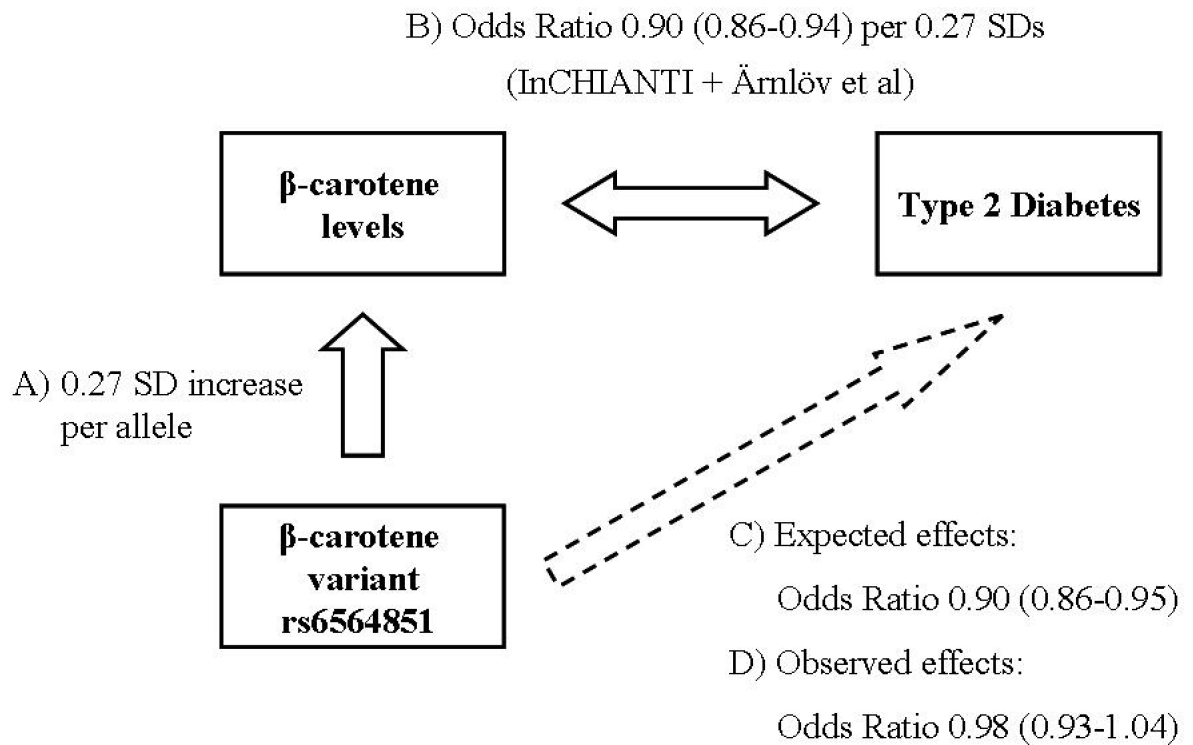 B) Odds Ratio 0.90 (0.86-0.94) per 0.27 SDs
(InCHIANTI + Ärnlöv et al)
β-carotene
levels
Type 2 Diabetes
A) 0.27 SD increase
per allele
β-carotene
variant
rs6564851
C) Expected effects:
Odds Ratio 0.90 (0.86-0.95)
D) Observed effects:
Odds Ratio 0.98 (0.93-1.04)